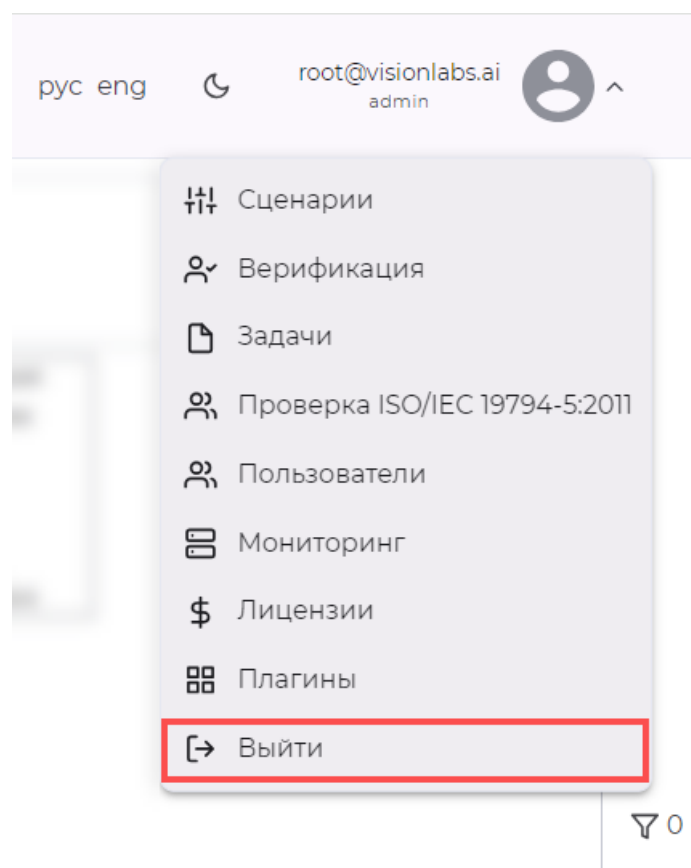 рус eng
root@visionlabs.ai
admin
Сценарии
Верификация
Задачи
Проверка ISO/IEC 19794-5:2011
Пользователи
Мониторинг
$ Лицензии
Плагины
Выйти
0